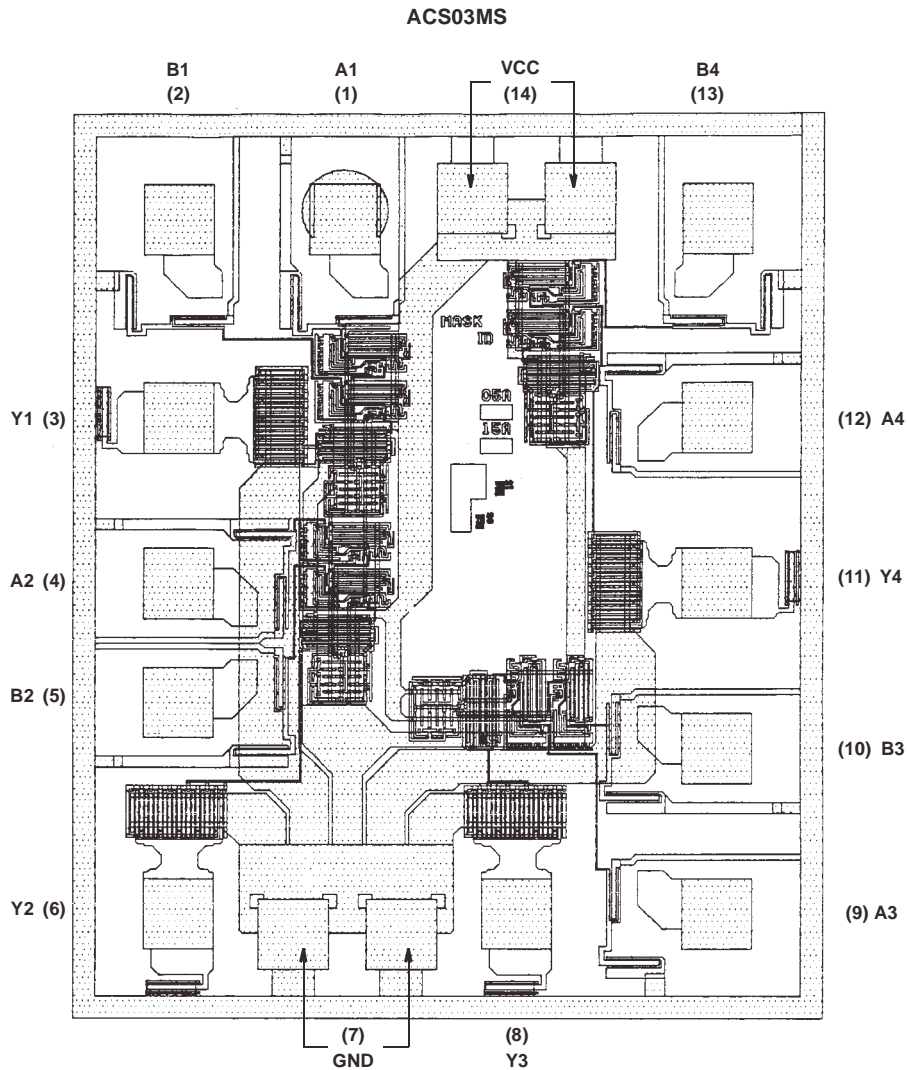 ACS03MS
B1
(2)
A1
(1)
VCC
(14)
B4
(13)
MASK
ID
05A
15A
Y1 (3)
(12) A4
A2 (4)
(11) Y4
B2 (5)
(10) B3
Y2 (6)
(9) A3
(7)
GND
(8)
Y3